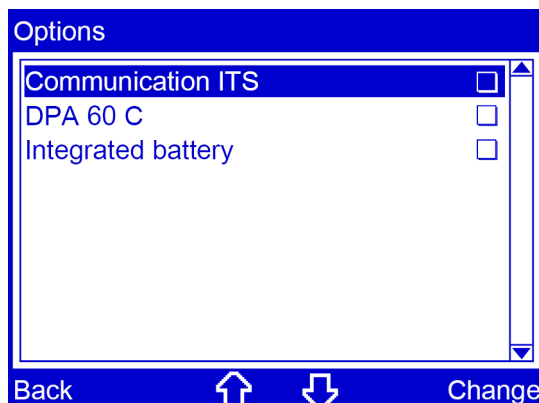 Options
Communication ITS
DPA 60 C
Integrated battery
Back Change